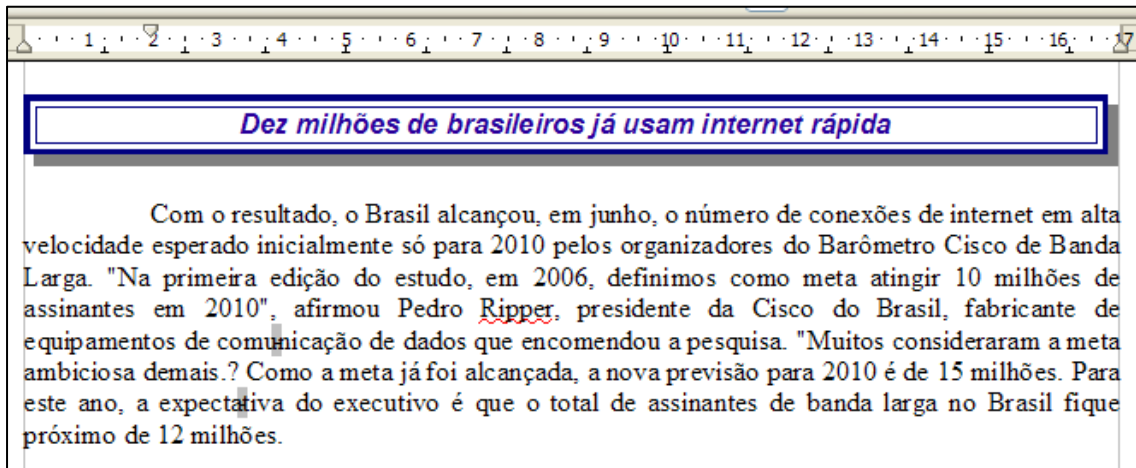 1 2 3 4 5 6 7 8 9 10 11 12 13 14 15 16 17
Dez milhões de brasileiros já usam internet rápida
Com o resultado, o Brasil alcançou, em junho, o número de conexões de internet em alta
velocidade esperado inicialmente só para 2010 pelos organizadores do Barômetro Cisco de Banda
Larga. "Na primeira edição do estudo, em 2006, definimos como meta atingir 10 milhões de
assinantes em 2010", afirmou Pedro Ripper, presidente da Cisco do Brasil, fabricante de
equipamentos de comunicação de dados que encomendou a pesquisa. "Muitos consideraram a meta
ambiciosa demais.? Como a meta já foi alcançada, a nova previsão para 2010 é de 15 milhões. Para
este ano, a expectativa do executivo é que o total de assinantes de banda larga no Brasil fique
próximo de 12 milhões.